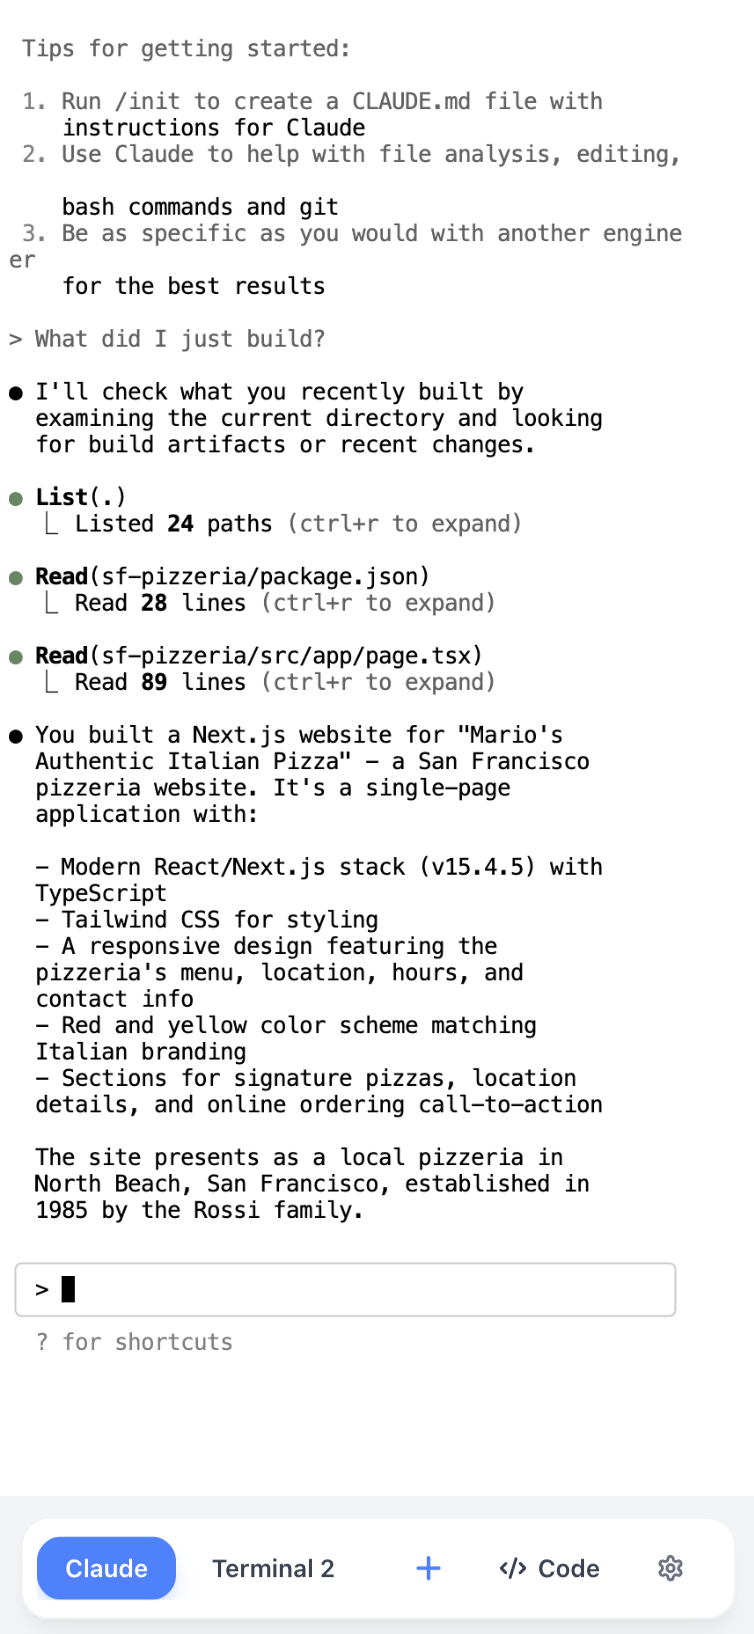 Tips for getting started:
1. Run /init to create a CLAUDE.md file with
instructions for Claude
2. Use Claude to help with file analysis, editing,
bash commands and git
3. Be as specific as you would with another engine
er
for the best results
> What did I just build?
● I'll check what you recently built by
examining the current directory and looking
for build artifacts or recent changes.
● List(.)
⎿ Listed 24 paths (ctrl+r to expand)
● Read(sf-pizzeria/package.json)
⎿ Read 28 lines (ctrl+r to expand)
● Read(sf-pizzeria/src/app/page.tsx)
⎿ Read 89 lines (ctrl+r to expand)
● You built a Next.js website for "Mario's
Authentic Italian Pizza" - a San Francisco
pizzeria website. It's a single-page
application with:
- Modern React/Next.js stack (v15.4.5) with
TypeScript
- Tailwind CSS for styling
- A responsive design featuring the
pizzeria's menu, location, hours, and
contact info
- Red and yellow color scheme matching
Italian branding
- Sections for signature pizzas, location
details, and online ordering call-to-action
The site presents as a local pizzeria in
North Beach, San Francisco, established in
1985 by the Rossi family.
>
? for shortcuts
Claude Terminal 2 + </> Code